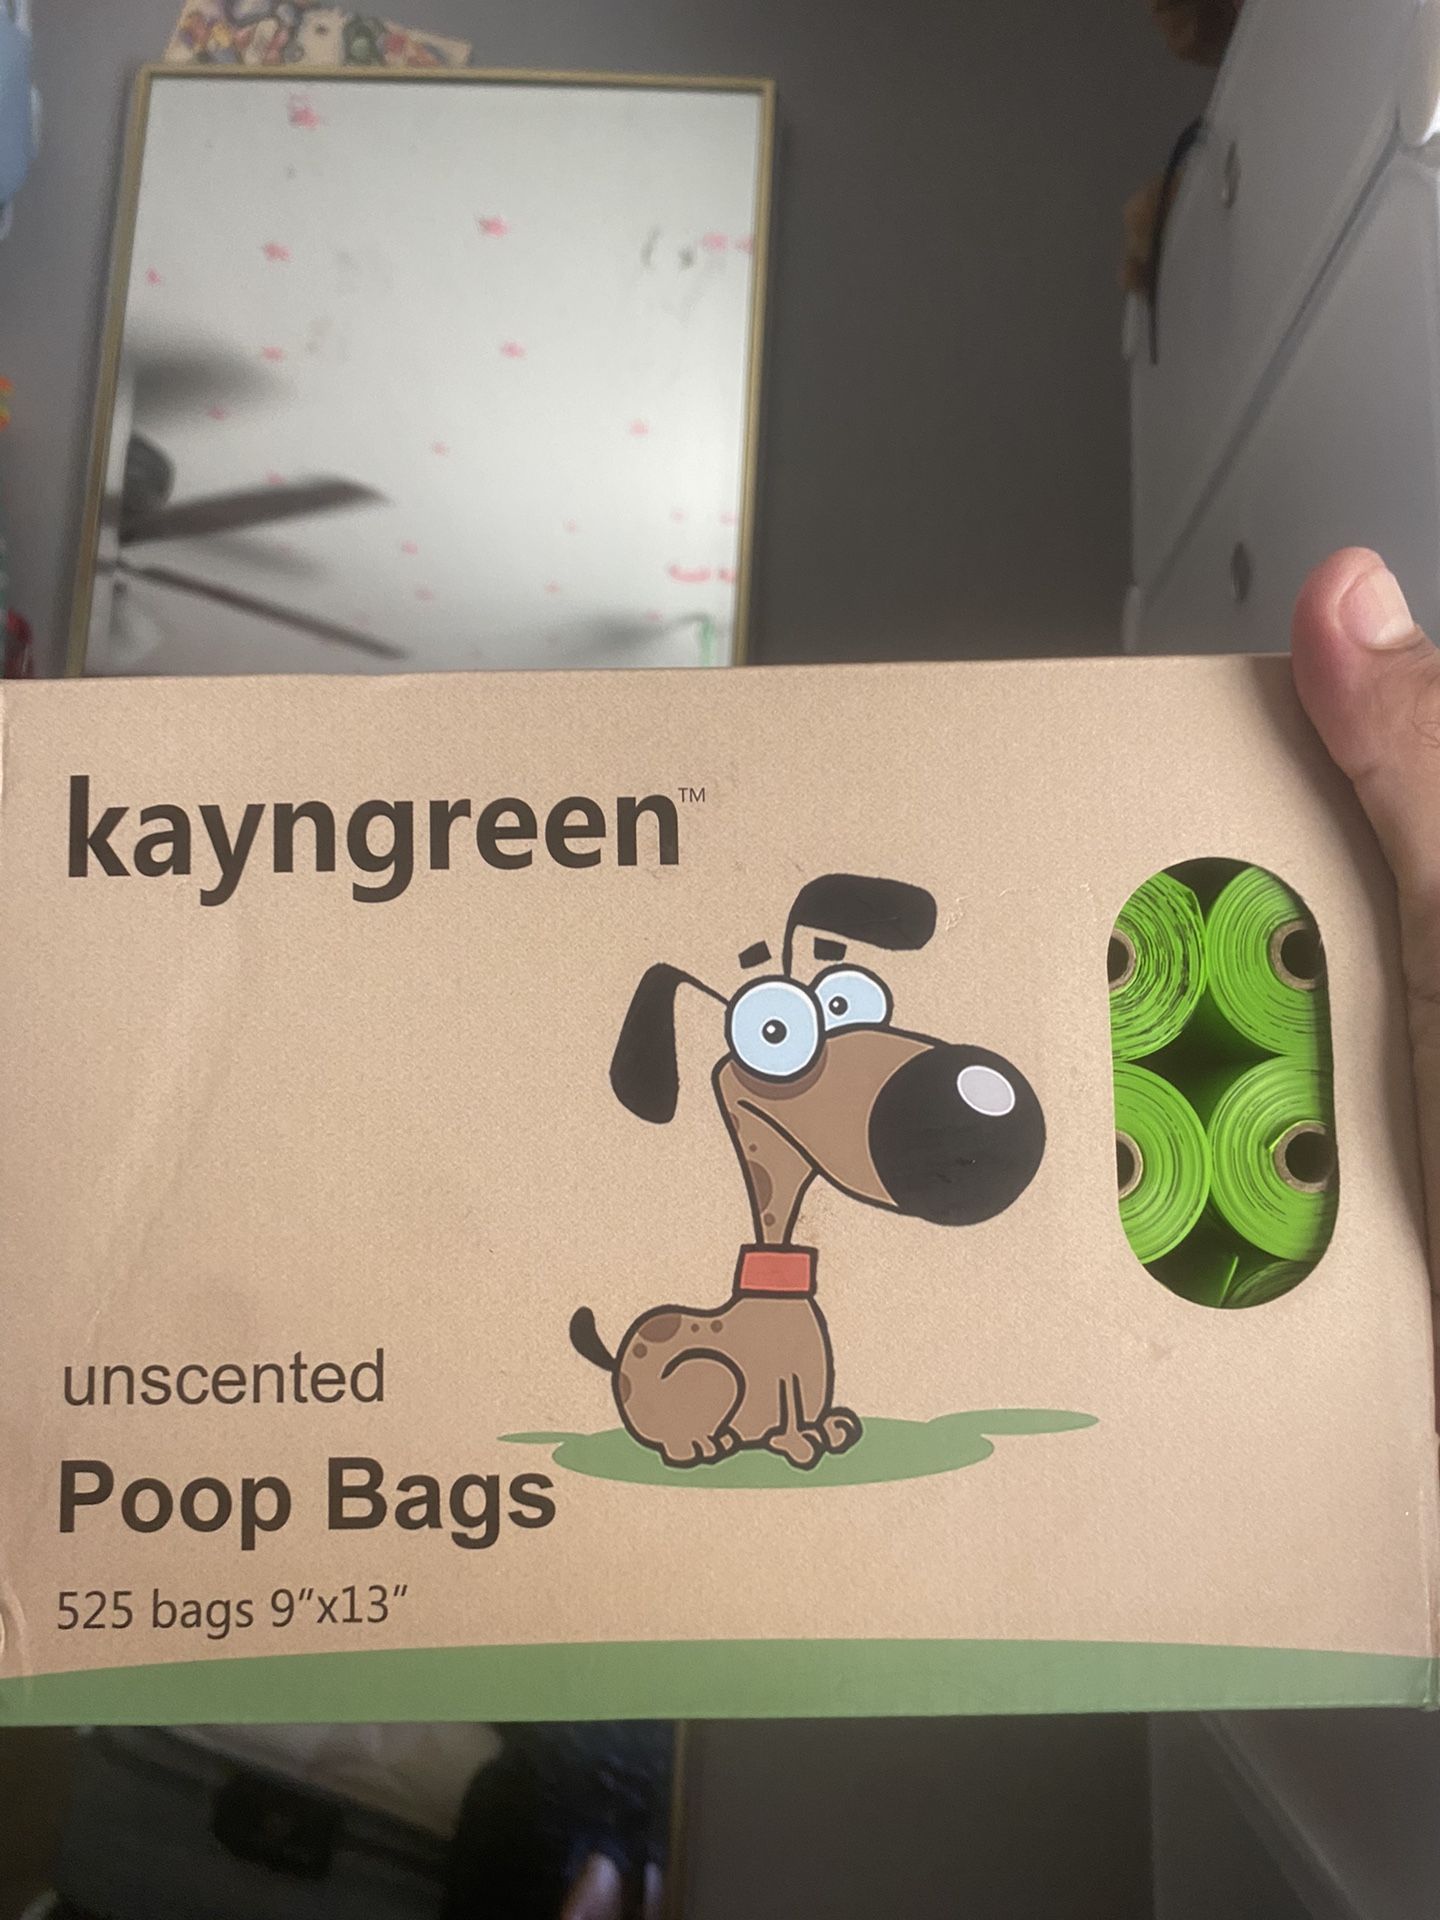 kayngreen™
unscented
Poop Bags
525 bags 9”x13”